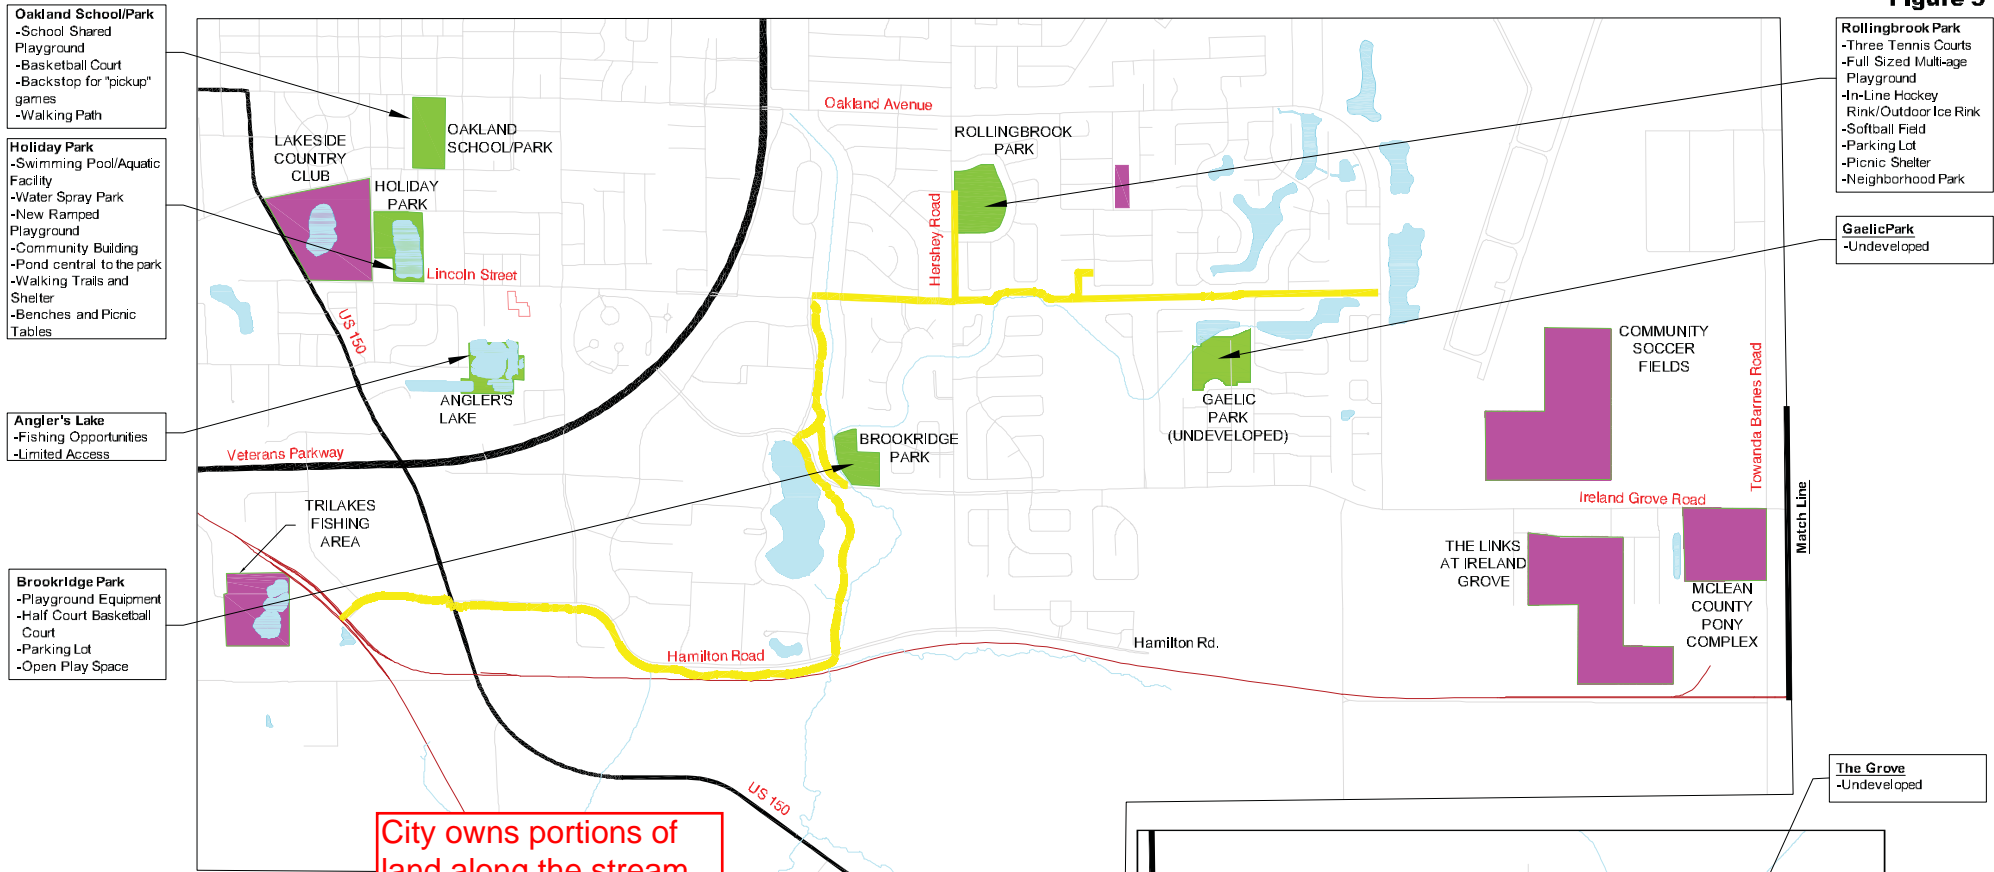 Figure 5
Oakland School/Park
-School Shared
Playground
-Basketball Court
-Backstop for "pickup"
games
-Walking Path
Holiday Park
-Swimming Pool/Aquatic
Facility
-Water Spray Park
-New Ramped
Playground
-Community Building
-Pond central to the park
-Walking Trails and
Shelter
-Benches and Picnic
Tables
Angler's Lake
-Fishing Opportunities
-Limited Access
Brookridge Park
-Playground Equipment
-Half Court Basketball
Court
-Parking Lot
-Open Play Space
LAKESIDE
COUNTRY
CLUB
OAKLAND
SCHOOL/PARK
HOLIDAY
PARK
Lincoln Street
US 150
ANGLER'S
LAKE
Veterans Parkway
TRILAKES
FISHING
AREA
Oakland Avenue
ROLLINGBROOK
PARK
Hershey Road
BROOKRIDGE
PARK
GAELIC
PARK
(UNDEVELOPED)
Hamilton Road
Hamilton Rd.
US 150
COMMUNITY
SOCCER
FIELDS
Towanda Barnes Road
Ireland Grove Road
THE LINKS
AT IRELAND
GROVE
MCLEAN
COUNTY
PONY
COMPLEX
Match Line
Rollingbrook Park
-Three Tennis Courts
-Full Sized Multi-age
Playground
-In-Line Hockey
Rink/Outdoor Ice Rink
-Softball Field
-Parking Lot
-Picnic Shelter
-Neighborhood Park
GaelicPark
-Undeveloped
The Grove
-Undeveloped
City owns portions of
land along the stream